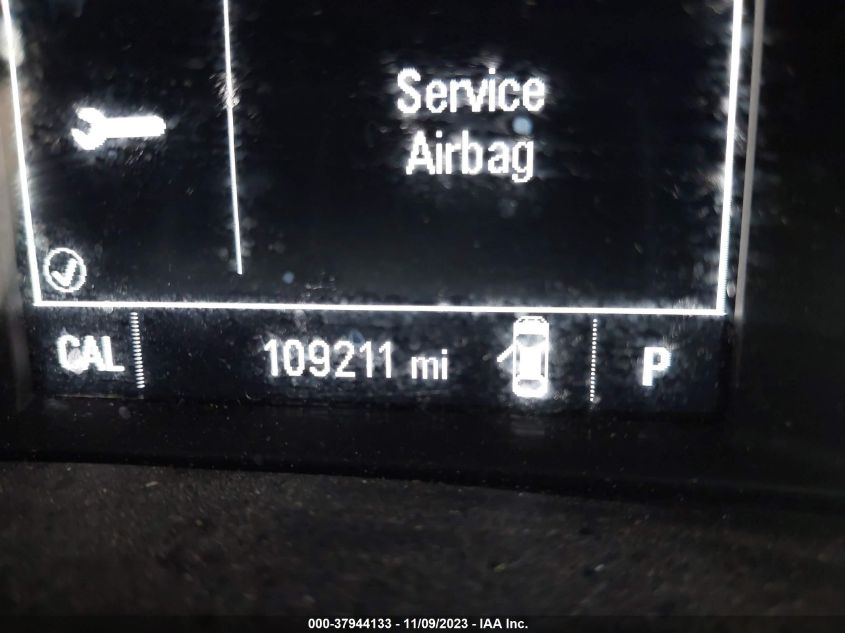 Service
Airbag
CAL 109211 mi P
000-37944133 - 11/09/2023 - IAA Inc.